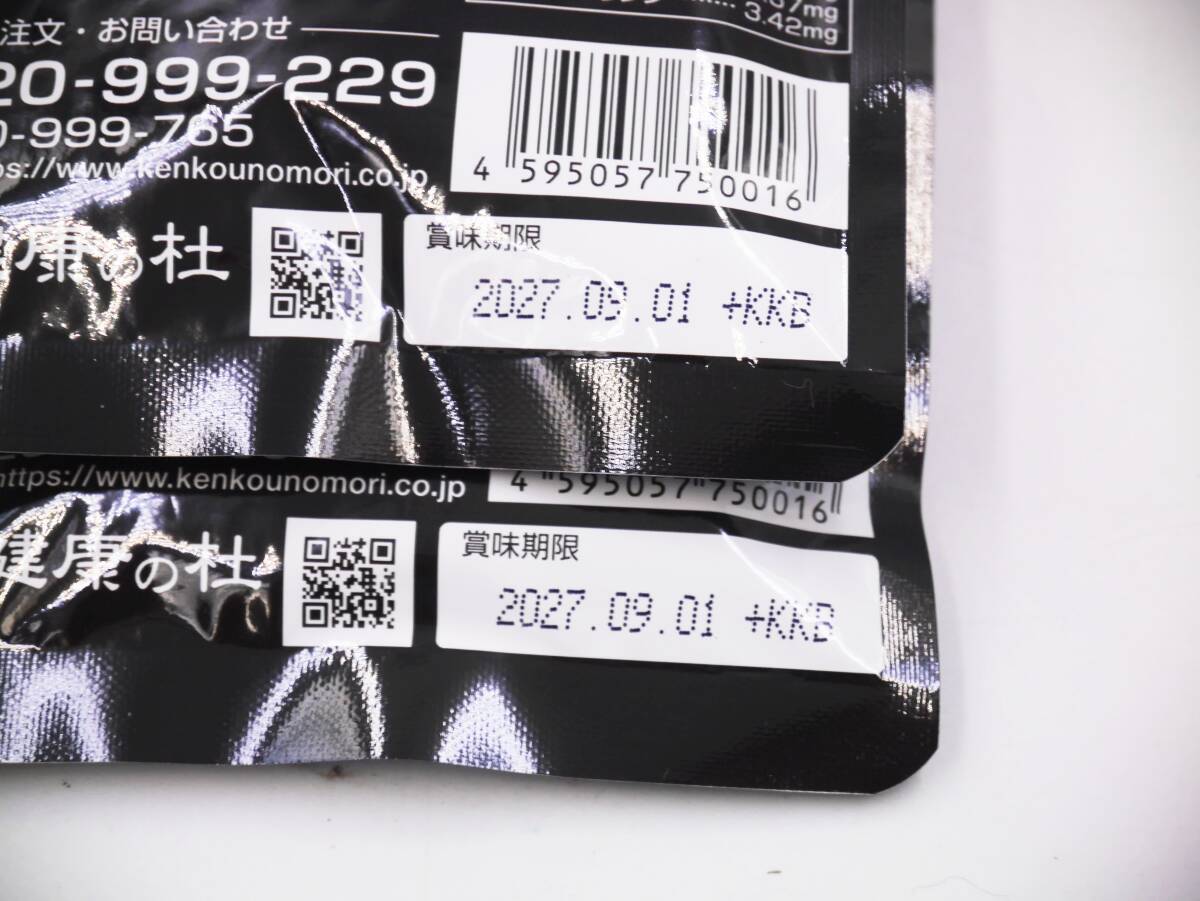 3.42mg
注文・お問い合わせ
20-999-229
0-999-765
https://www.kenkounomori.co.jp
4 595057 750016
健康の杜
賞味期限
2027.09.01 +KKB
https://www.kenkounomori.co.jp
4 595057 750016
健康の杜
賞味期限
2027.09.01 +KKB